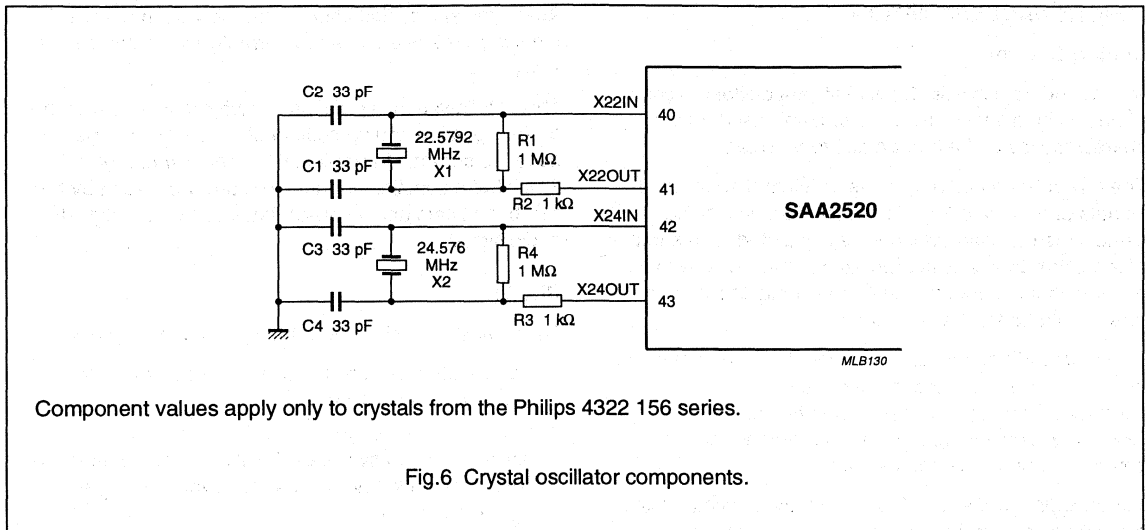 C2 33 pF
X22IN
40
22.5792
MHz
X1
R1
1 MΩ
C1 33 pF
X22OUT
41
R2 1 kΩ
SAA2520
X24IN
42
C3 33 pF
24.576
MHz
X2
R4
1 MΩ
X24OUT
43
C4 33 pF
R3 1 kΩ
MLB130
Component values apply only to crystals from the Philips 4322 156 series.
Fig.6 Crystal oscillator components.